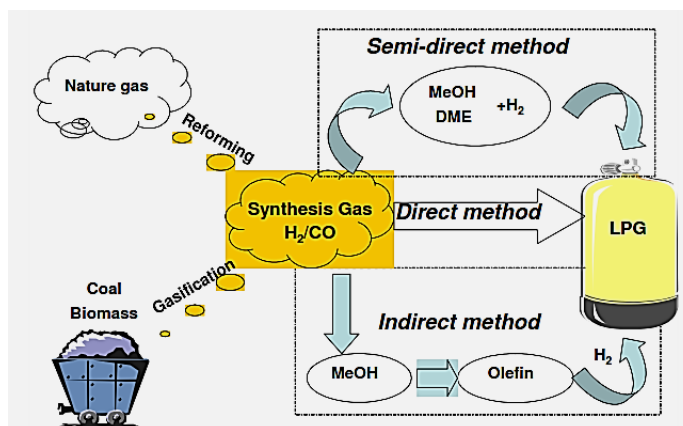 Semi-direct method
Nature gas
MeOH
DME +H₂
Reforming
Synthesis Gas
H₂/CO
Direct method
LPG
Gasification
Coal
Biomass
Indirect method
MeOH
Olefin
H₂